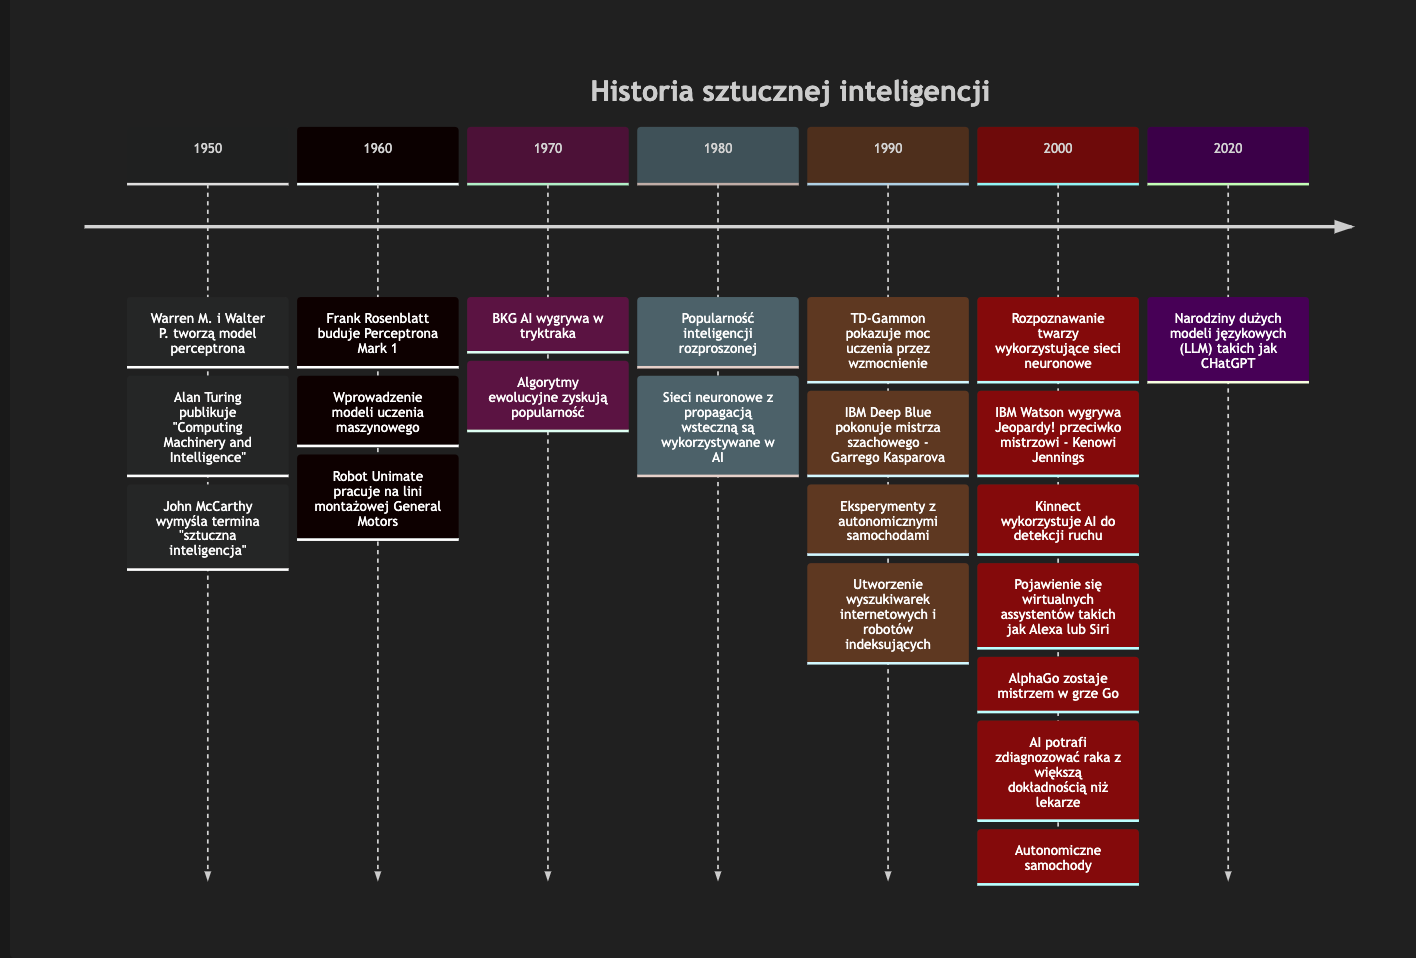 Historia sztucznej inteligencji
1950
1960
1970
1980
1990
2000
2020
Warren M. i Walter
P. tworzą model
perceptrona
Alan Turing
publikuje
"Computing
Machinery and
Intelligence"
John McCarthy
wymyśla termina
"sztuczna
inteligencja"
Frank Rosenblatt
buduje Perceptrona
Mark 1
Wprowadzenie
modeli uczenia
maszynowego
Robot Unimate
pracuje na lini
montażowej General
Motors
BKG AI wygrywa w
tryktraka
Algorytmy
ewolucyjne zyskują
popularność
Popularność
inteligencji
rozproszonej
Sieci neuronowe z
propagacją
wsteczną są
wykorzystywane w
AI
TD-Gammon
pokazuje moc
uczenia przez
wzmocnienie
IBM Deep Blue
pokonuje mistrza
szachowego -
Garrego Kasparova
Eksperymenty z
autonomicznymi
samochodami
Utworzenie
wyszukiwarek
internetowych i
robotów
indeksujących
Rozpoznawanie
twarzy
wykorzystujące sieci
neuronowe
IBM Watson wygrywa
Jeopardy! przeciwko
mistrzowi - Kenowi
Jennings
Kinnect
wykorzystuje AI do
detekcji ruchu
Pojawienie się
wirtualnych
assystentów takich
jak Alexa lub Siri
AlphaGo zostaje
mistrzem w grze Go
AI potrafi
zdiagnozować raka z
większą
dokładnością niż
lekarze
Autonomiczne
samochody
Narodziny dużych
modeli językowych
(LLM) takich jak
CHatGPT